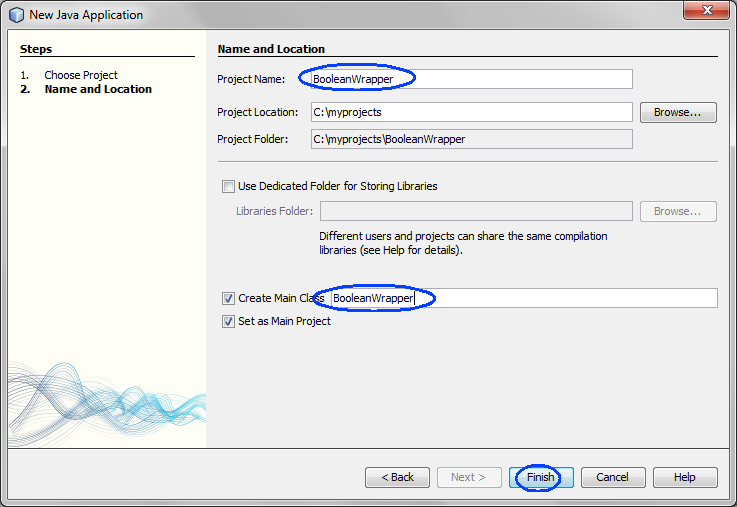 New Java Application
Steps
1. Choose Project
2. Name and Location
Name and Location
Project Name: BooleanWrapper
Project Location: C:\myprojects Browse...
Project Folder: C:\myprojects\BooleanWrapper
Use Dedicated Folder for Storing Libraries
Libraries Folder: Browse...
Different users and projects can share the same compilation
libraries (see Help for details).
Create Main Class BooleanWrapper
Set as Main Project
< Back Next > Finish Cancel Help